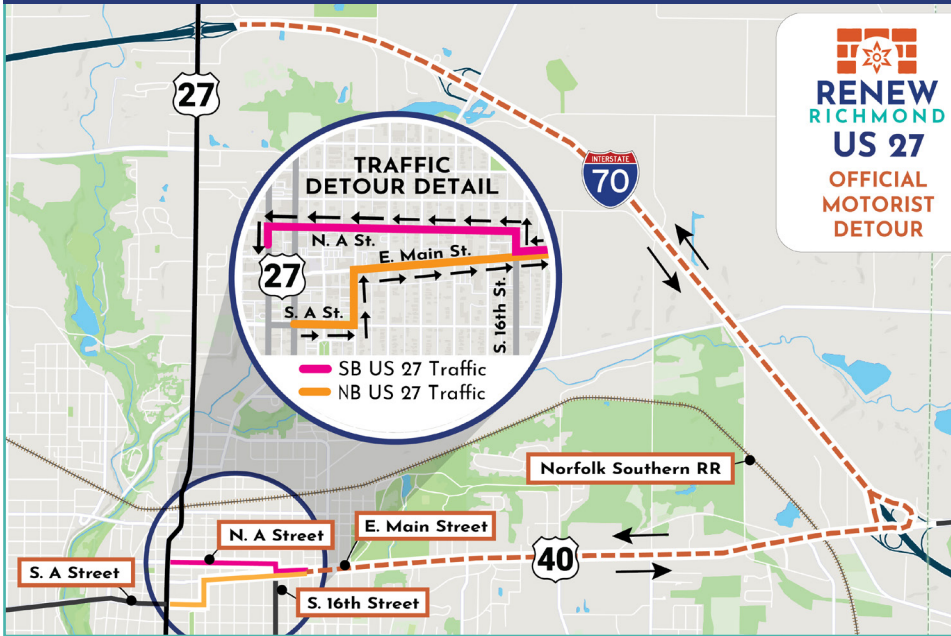 27
TRAFFIC
DETOUR DETAIL
N. A St.
E. Main St.
27
S. A St.
S. 16th St.
SB US 27 Traffic
NB US 27 Traffic
INTERSTATE
70
RENEW
RICHMOND
US 27
OFFICIAL
MOTORIST
DETOUR
Norfolk Southern RR
N. A Street
E. Main Street
40
S. A Street
S. 16th Street